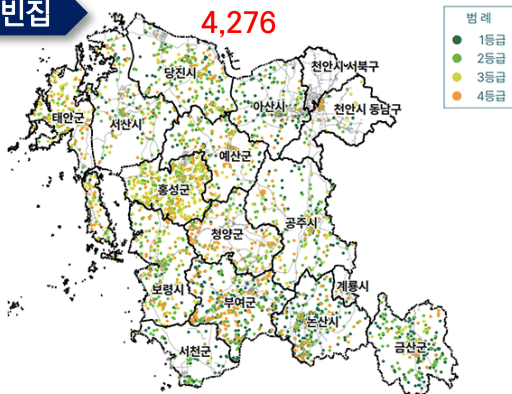 빈집
4,276
범 례
1등급
2등급
3등급
4등급
당진시
천안시 서북구
아산시
천안시 동남구
태안군
서산시
예산군
홍성군
공주시
청양군
보령시
계룡시
부여군
논산시
서천군
금산군